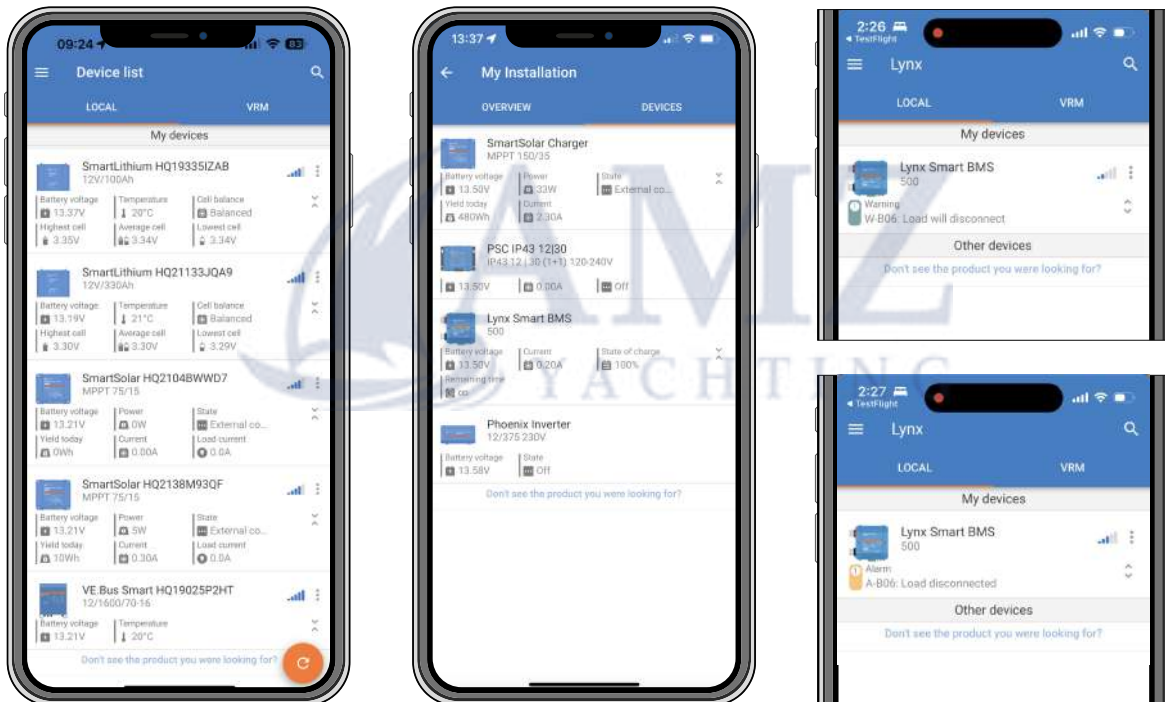 09:24
83
Device list
LOCAL VRM
My devices
SmartLithium HQ19335IZAB
12V/100Ah
Battery voltage Temperature Cell balance
13.37V 20°C Balanced
Highest cell Average cell Lowest cell
3.35V 3.34V 3.34V
SmartLithium HQ21133JQA9
12V/330Ah
Battery voltage Temperature Cell balance
13.19V 21°C Balanced
Highest cell Average cell Lowest cell
3.30V 3.30V 3.29V
SmartSolar HQ2104BWWD7
MPPT 75/15
Battery voltage Power State
13.21V 0W External co...
Yield today Current Load current
0Wh 0.00A 0.0A
SmartSolar HQ2138M93QF
MPPT 75/15
Battery voltage Power State
13.21V 5W External co...
Yield today Current Load current
10Wh 0.30A 0.0A
VE.Bus Smart HQ19025P2HT
12/1600/70-16
Battery voltage Temperature
13.21V 20°C
Don't see the product you were looking for?
13:37
My Installation
OVERVIEW DEVICES
SmartSolar Charger
MPPT 150/35
Battery voltage Power State
13.50V 33W External co...
Yield today Current
480Wh 2.30A
PSC IP43 12|30
IP43 12 | 30 (1+1) 120-240V
13.50V 0.00A Off
Lynx Smart BMS
500
Battery voltage Current State of charge
13.50V 0.20A 100%
Remaining time
∞
Phoenix Inverter
12/375 230V
Battery voltage State
13.58V Off
Don't see the product you were looking for?
2:26
TestFlight
Lynx
LOCAL VRM
My devices
Lynx Smart BMS
500
Warning
W-B06: Load will disconnect
Other devices
Don't see the product you were looking for?
2:27
TestFlight
Lynx
LOCAL VRM
My devices
Lynx Smart BMS
500
Alarm
A-B06: Load disconnected
Other devices
Don't see the product you were looking for?
AMZ
YACHTING